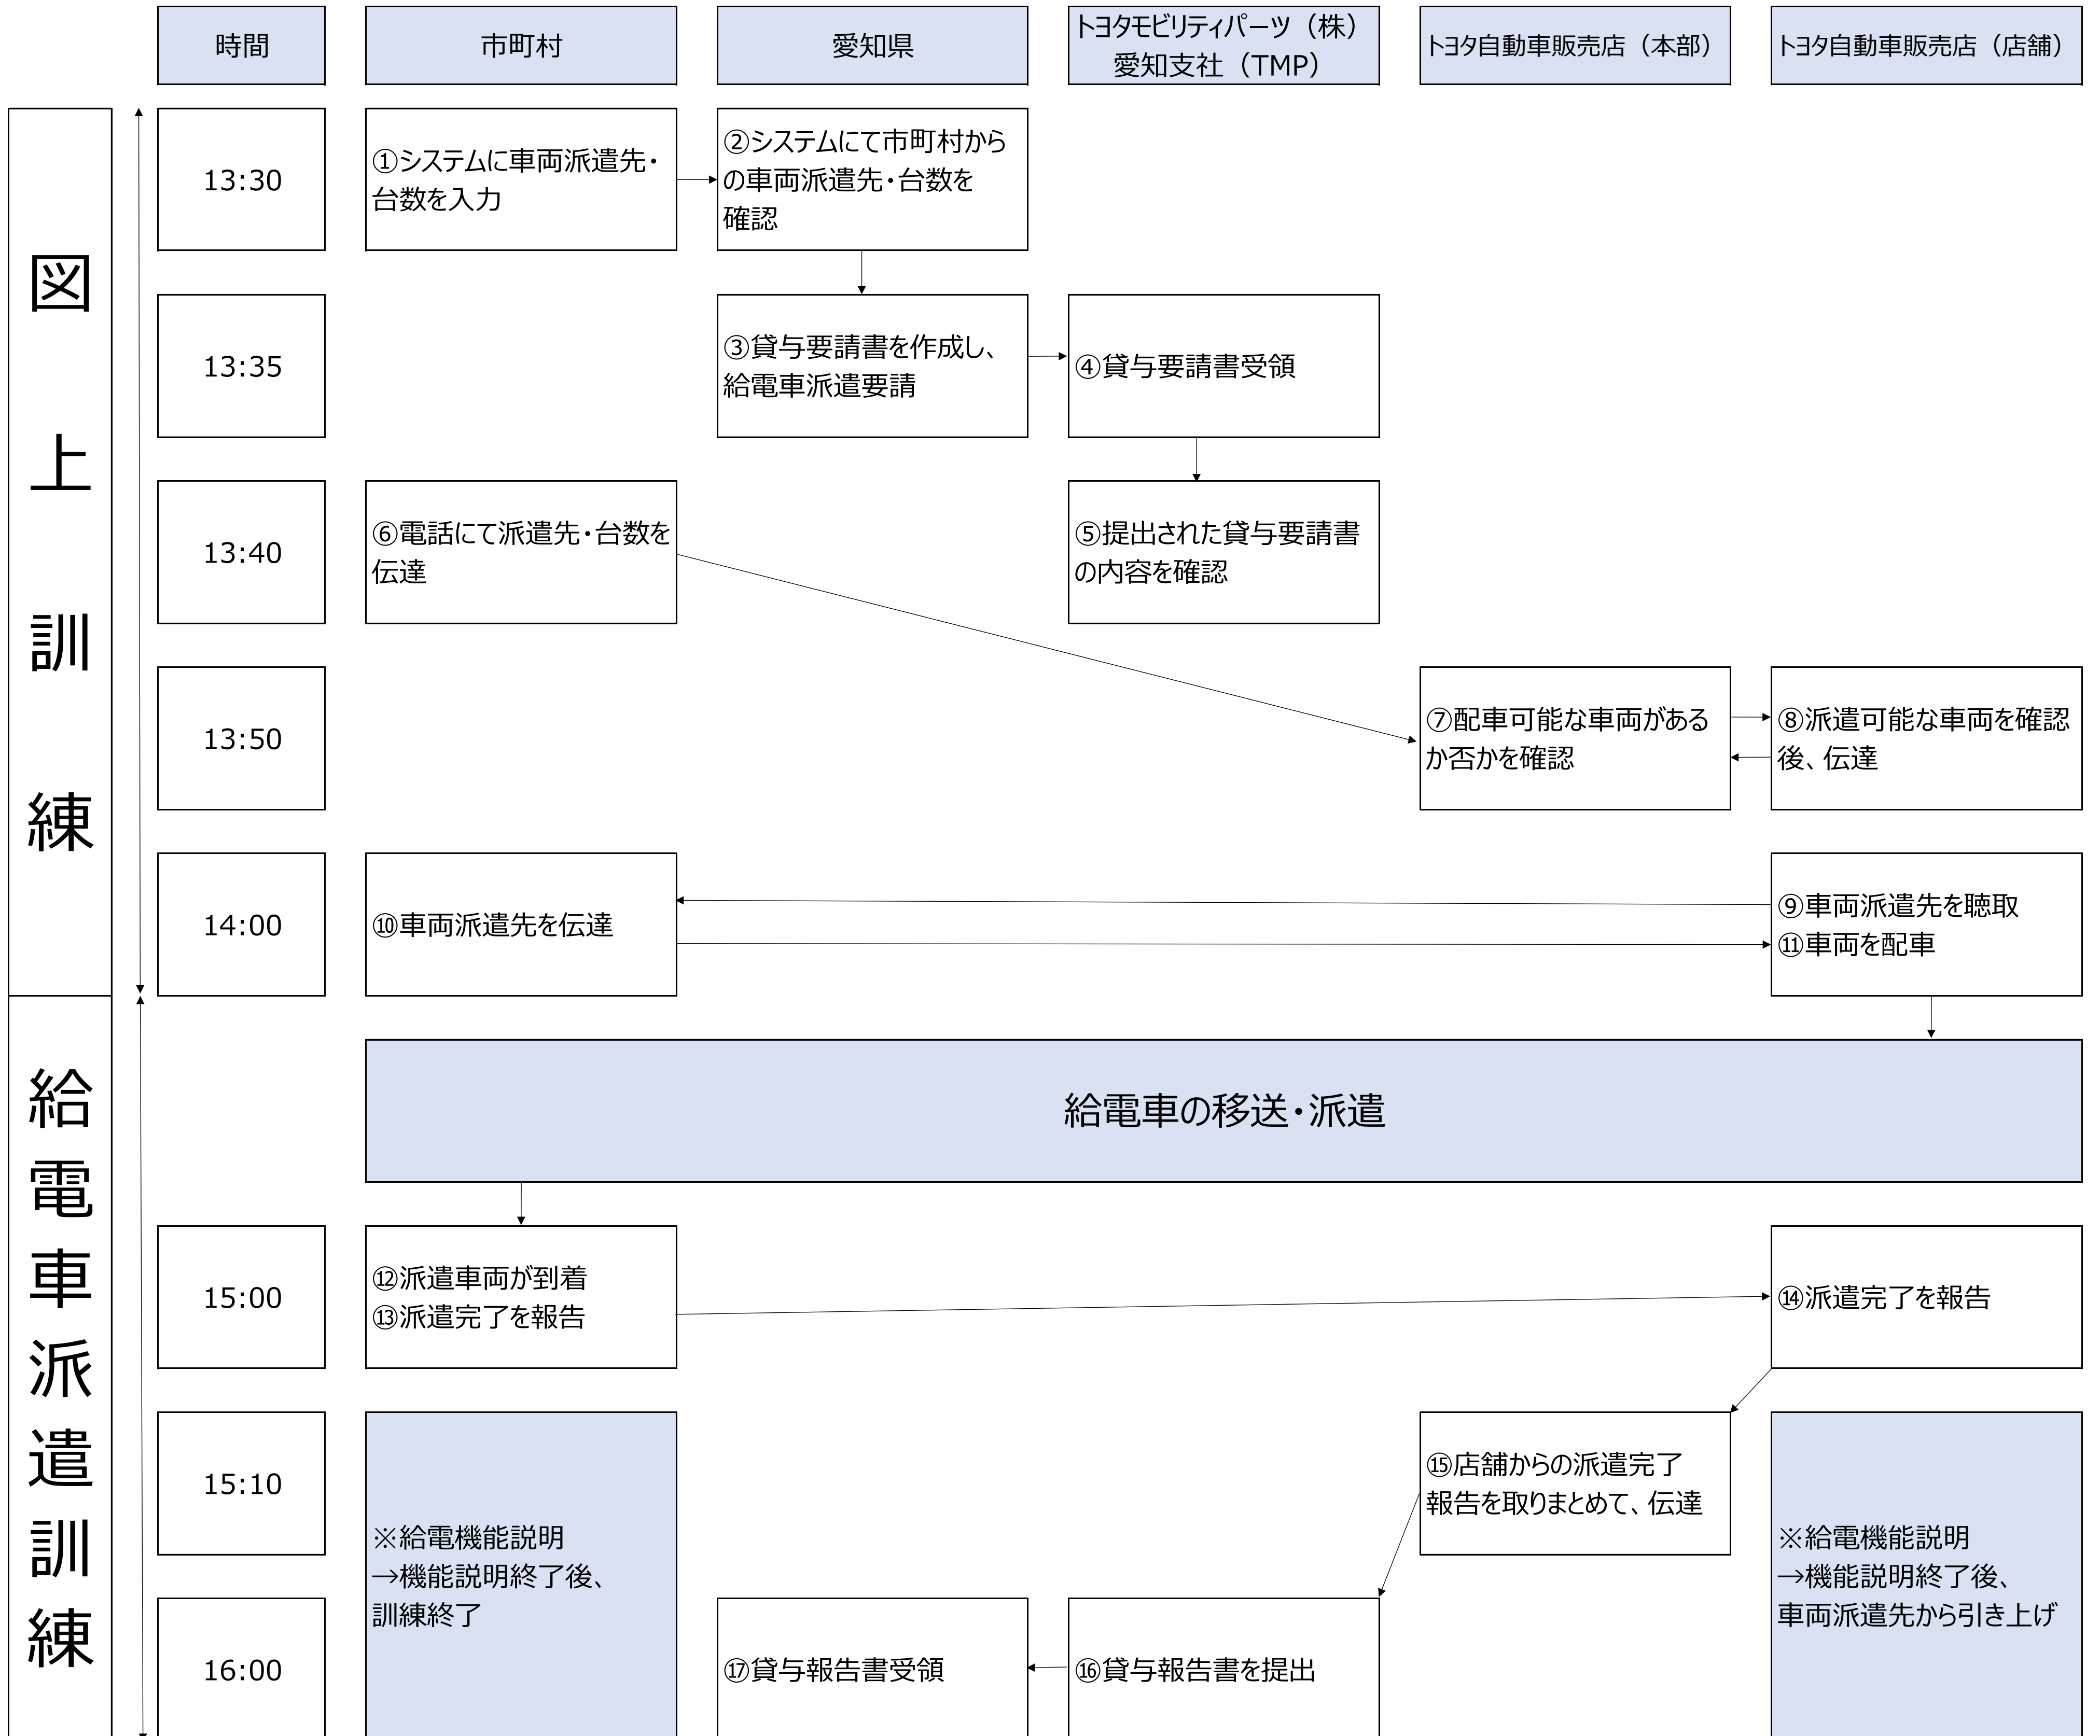 時間
市町村
愛知県
トヨタモビリティパーツ（株）
愛知支社（TMP）
トヨタ自動車販売店（本部）
トヨタ自動車販売店（店舗）
図上訓練
13:30
①システムに車両派遣先・
台数を入力
②システムにて市町村から
の車両派遣先・台数を
確認
13:35
③貸与要請書を作成し、
給電車派遣要請
④貸与要請書受領
13:40
⑥電話にて派遣先・台数を
伝達
⑤提出された貸与要請書
の内容を確認
13:50
⑦配車可能な車両がある
か否かを確認
⑧派遣可能な車両を確認
後、伝達
14:00
⑩車両派遣先を伝達
⑨車両派遣先を聴取
⑪車両を配車
給電車派遣訓練
給電車の移送・派遣
15:00
⑫派遣車両が到着
⑬派遣完了を報告
⑭派遣完了を報告
15:10
※給電機能説明
→機能説明終了後、
訓練終了
⑮店舗からの派遣完了
報告を取りまとめて、伝達
※給電機能説明
→機能説明終了後、
車両派遣先から引き上げ
16:00
⑰貸与報告書受領
⑯貸与報告書を提出